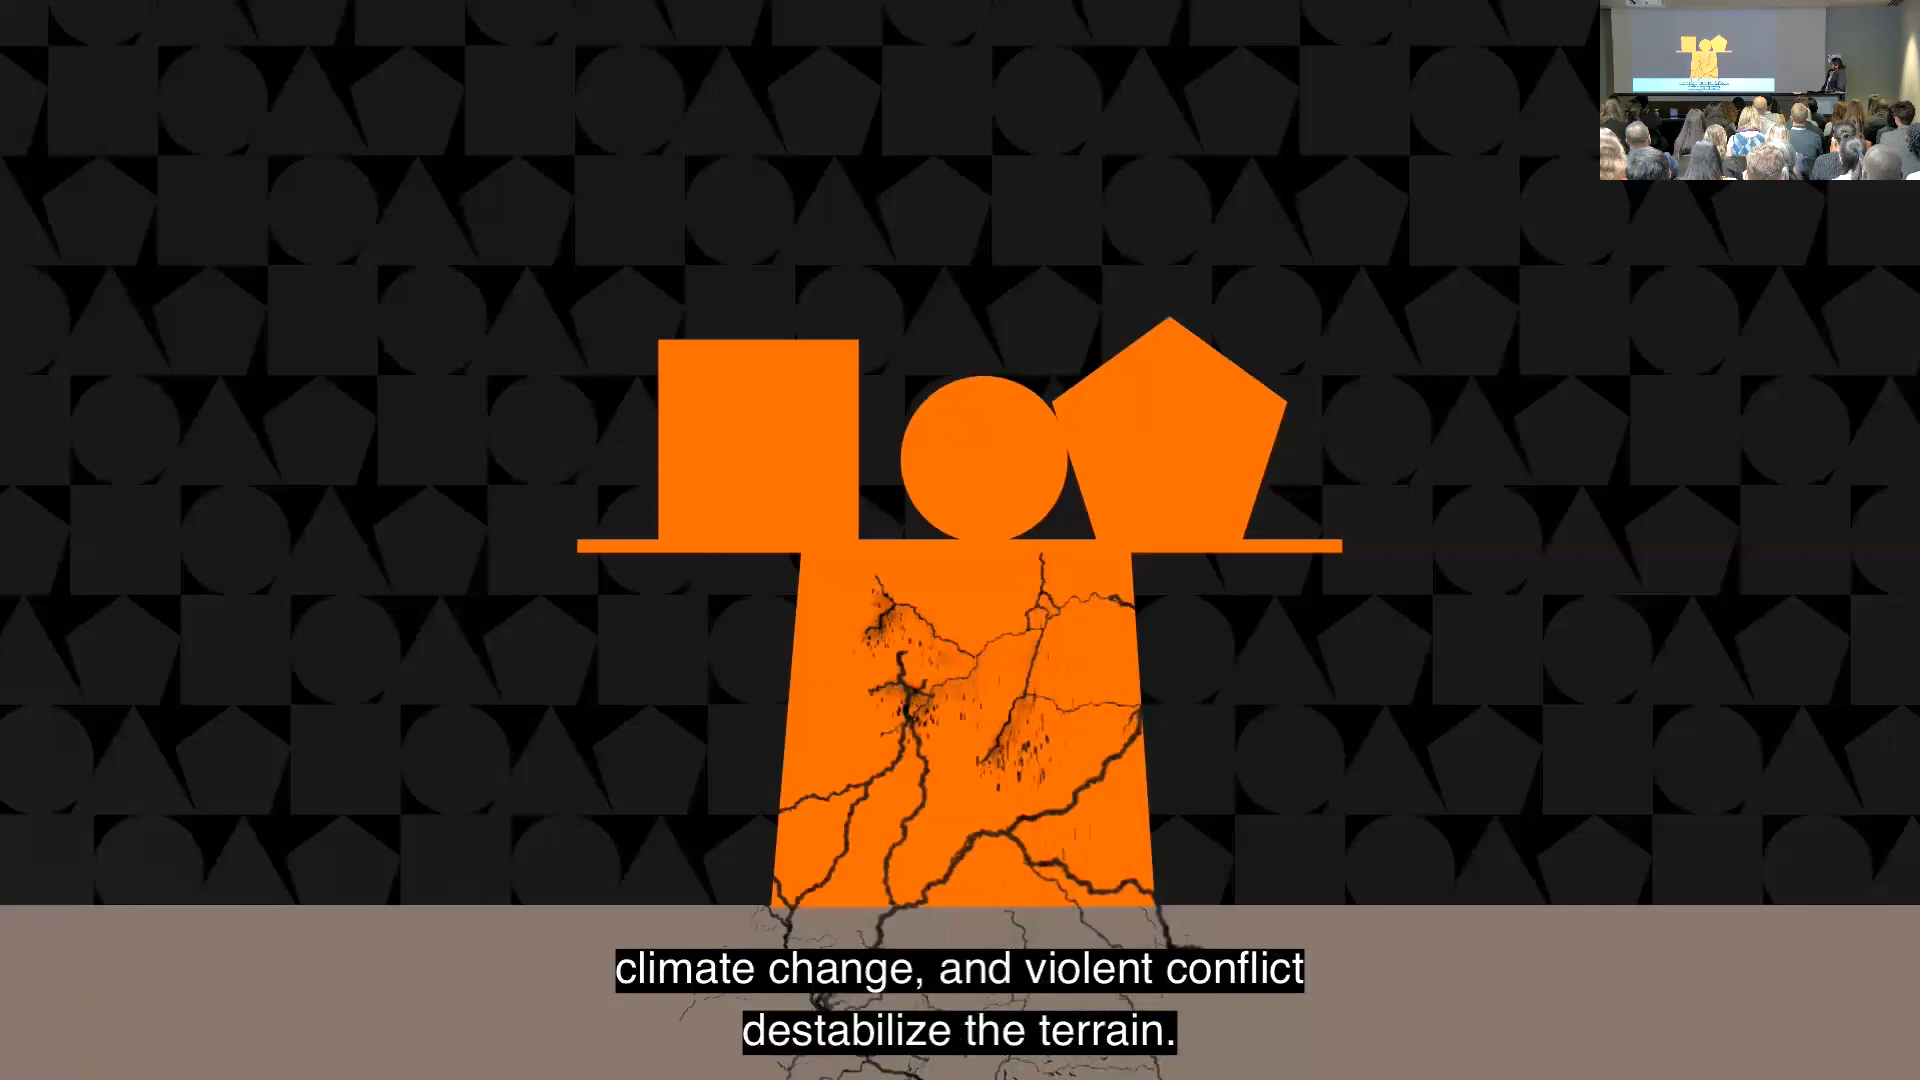 climate change, and violent conflict
destabilize the terrain.